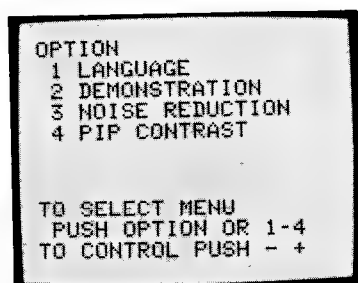 OPTION
1 LANGUAGE
2 DEMONSTRATION
3 NOISE REDUCTION
4 PIP CONTRAST
TO SELECT MENU
PUSH OPTION OR 1-4
TO CONTROL PUSH - +